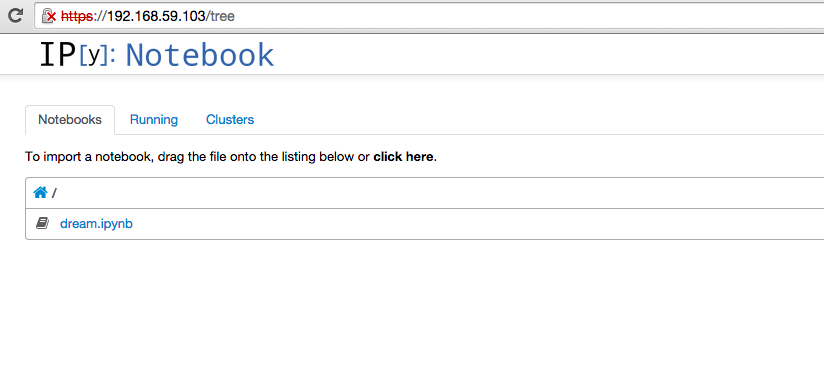 https://192.168.59.103/tree
IP[y]: Notebook
Notebooks Running Clusters
To import a notebook, drag the file onto the listing below or click here.
/
dream.ipynb